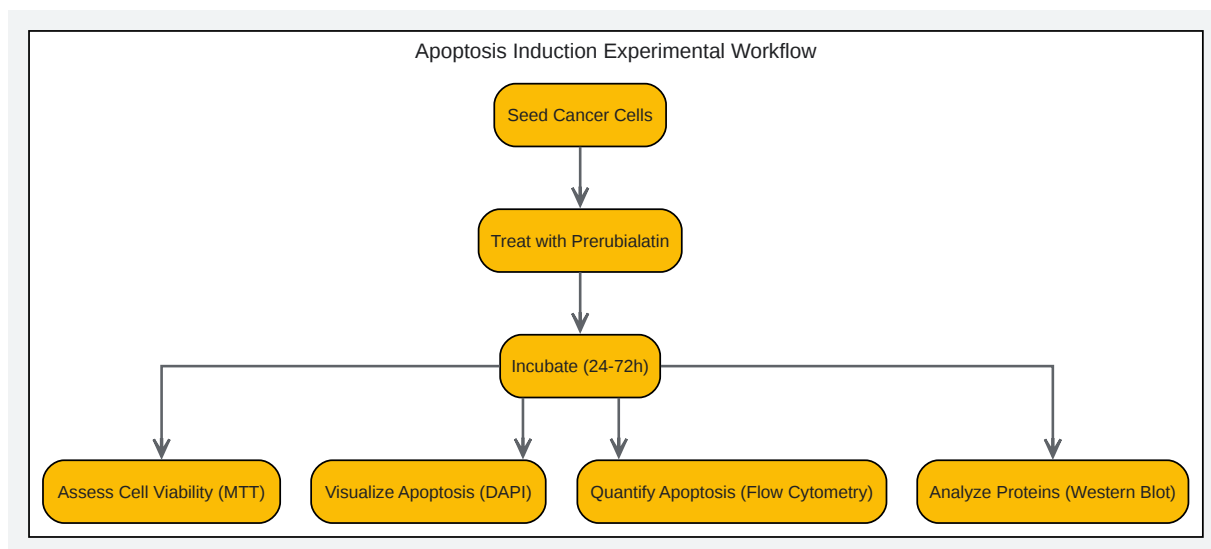 Apoptosis Induction Experimental Workflow
Seed Cancer Cells
Treat with Prerubialatin
Incubate (24-72h)
Assess Cell Viability (MTT)
Visualize Apoptosis (DAPI)
Quantify Apoptosis (Flow Cytometry)
Analyze Proteins (Western Blot)